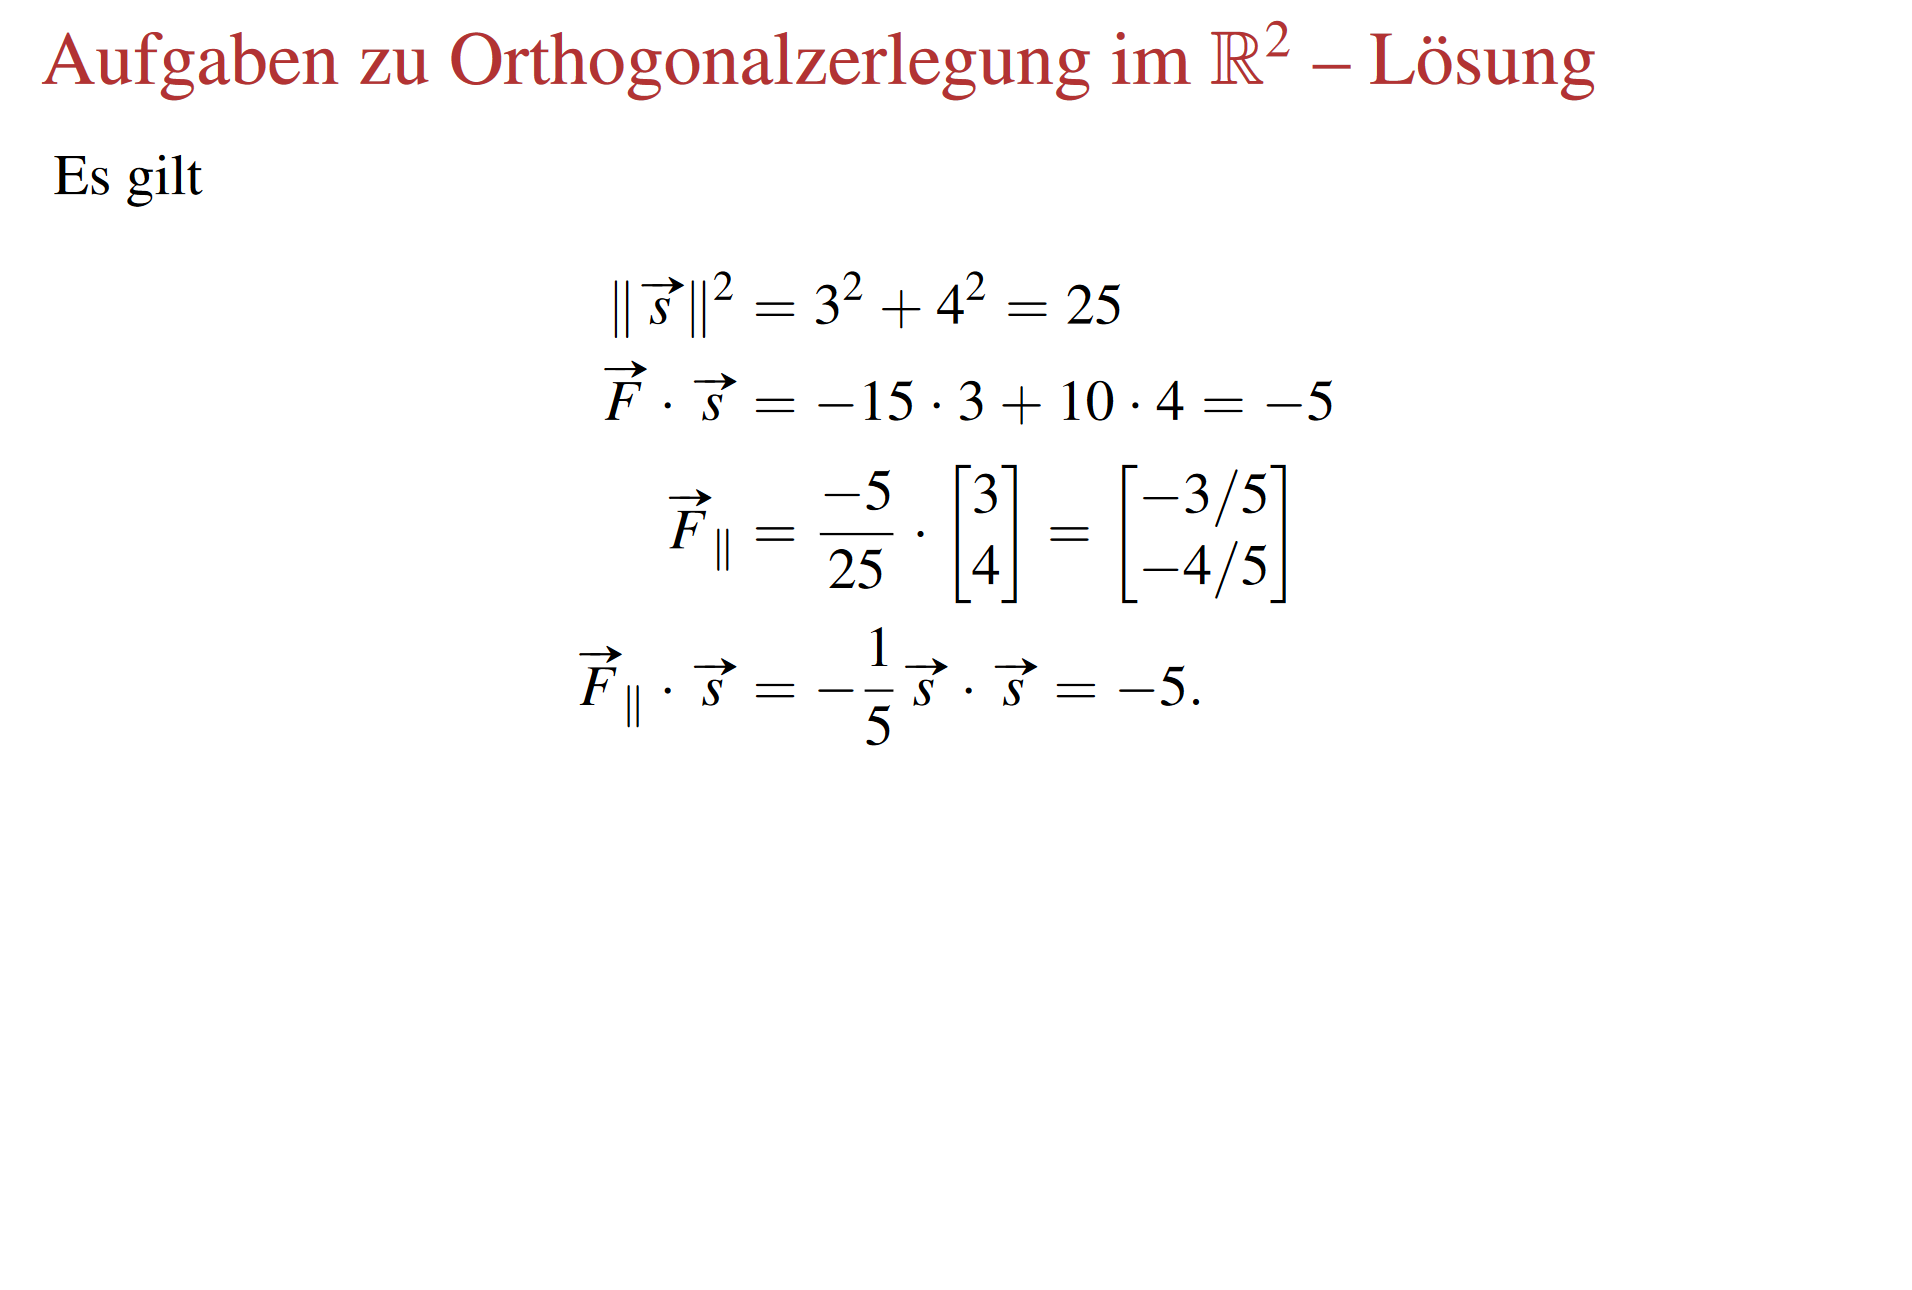 Aufgaben zu Orthogonalzerlegung im ℝ² – Lösung
Es gilt
‖s⃗‖² = 3² + 4² = 25
F⃗ · s⃗ = −15 · 3 + 10 · 4 = −5
F⃗∥ = −5/25 · [3 4] = [−3/5 −4/5]
F⃗∥ · s⃗ = −1/5 s⃗ · s⃗ = −5.